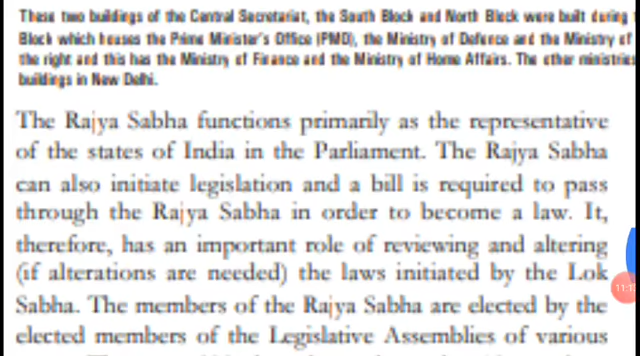 These two buildings of the Central Secretariat, the South Block and North Block were built during
Block which houses the Prime Minister's Office (PMO), the Ministry of Defence and the Ministry of
the right and this has the Ministry of Finance and the Ministry of Home Affairs. The other ministries
buildings in New Delhi.
The Rajya Sabha functions primarily as the representative
of the states of India in the Parliament. The Rajya Sabha
can also initiate legislation and a bill is required to pass
through the Rajya Sabha in order to become a law. It,
therefore, has an important role of reviewing and altering
(if alterations are needed) the laws initiated by the Lok
Sabha. The members of the Rajya Sabha are elected by the
elected members of the Legislative Assemblies of various